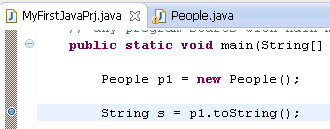 MyFirstJavaPrj.java People.java
public static void main(String[]
People p1 = new People();
String s = p1.toString();